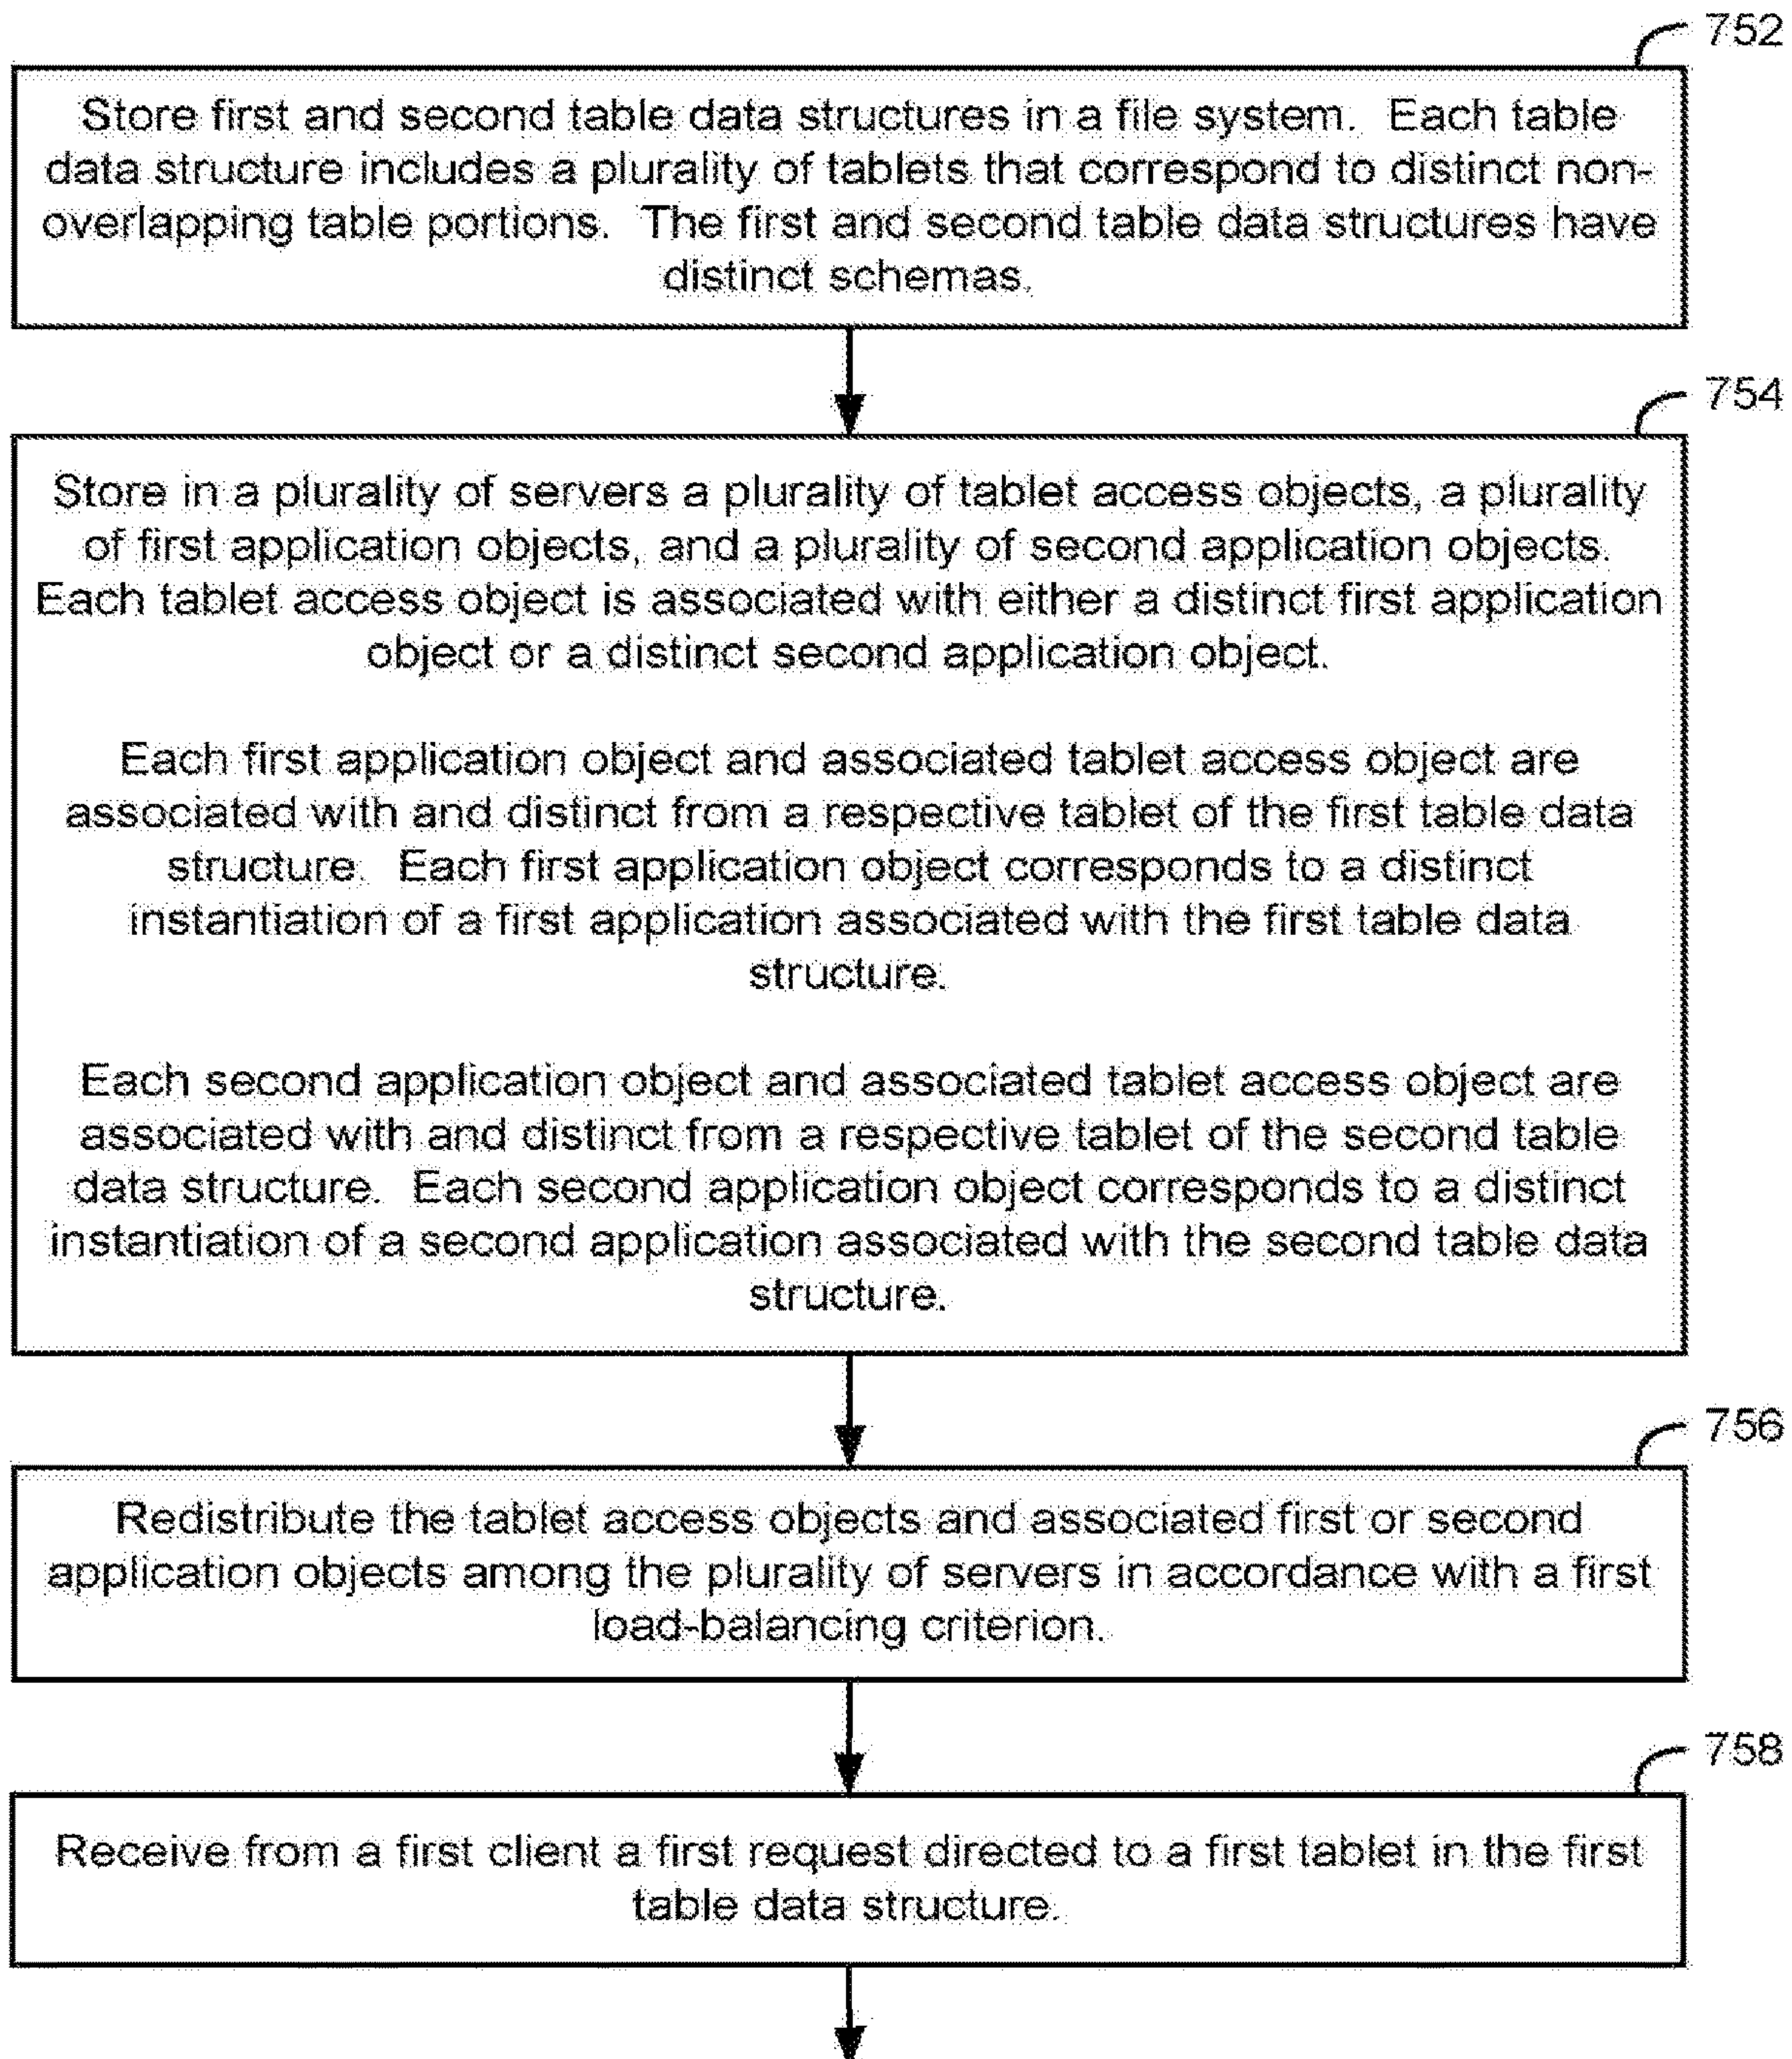 752
Store first and second table data structures in a file system. Each table
data structure includes a plurality of tablets that correspond to distinct non-
overlapping table portions. The first and second table data structures have
distinct schemas.
754
Store in a plurality of servers a plurality of tablet access objects, a plurality
of first application objects, and a plurality of second application objects.
Each tablet access object is associated with either a distinct first application
object or a distinct second application object.
Each first application object and associated tablet access object are
associated with and distinct from a respective tablet of the first table data
structure. Each first application object corresponds to a distinct
instantiation of a first application associated with the first table data
structure.
Each second application object and associated tablet access object are
associated with and distinct from a respective tablet of the second table
data structure. Each second application object corresponds to a distinct
instantiation of a second application associated with the second table data
structure.
756
Redistribute the tablet access objects and associated first or second
application objects among the plurality of servers in accordance with a first
load-balancing criterion.
758
Receive from a first client a first request directed to a first tablet in the first
table data structure.